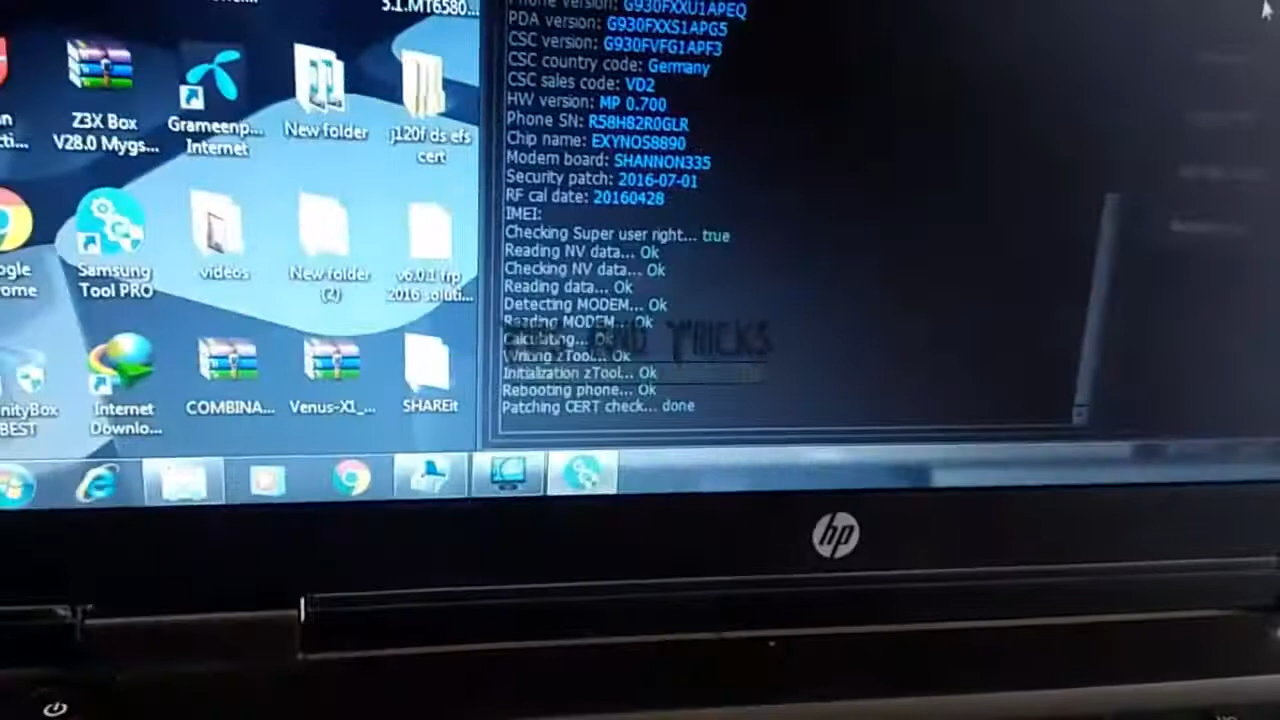 5.1.MT6580...
Phone version: G930FXXU1APEQ
PDA version: G930FXXS1APG5
CSC version: G930FVFG1APF3
CSC country code: Germany
CSC sales code: VD2
HW version: MP 0.700
Phone SN: R58H82R0GLR
Chip name: EXYNOS8890
Modem board: SHANNON335
Security patch: 2016-07-01
RF cal date: 20160428
IMEI:
Checking Super user right... true
Reading NV data... Ok
Checking NV data... Ok
Reading data... Ok
Detecting MODEM... Ok
Reading MODEM... Ok
Calculating... Ok
Writing zTool... Ok
Initialization zTool... Ok
Rebooting phone... Ok
Patching CERT check... done
Z3X Box
V28.0 Mygs...
Grameenp...
Internet
New folder
j120f ds efs
cert
Samsung
Tool PRO
videos
New folder
(2)
v6.0.1 frp
2016 soluti...
Internet
Downlo...
COMBINA...
Venus-X1_...
SHAREit
BEST
TRICKS
hp